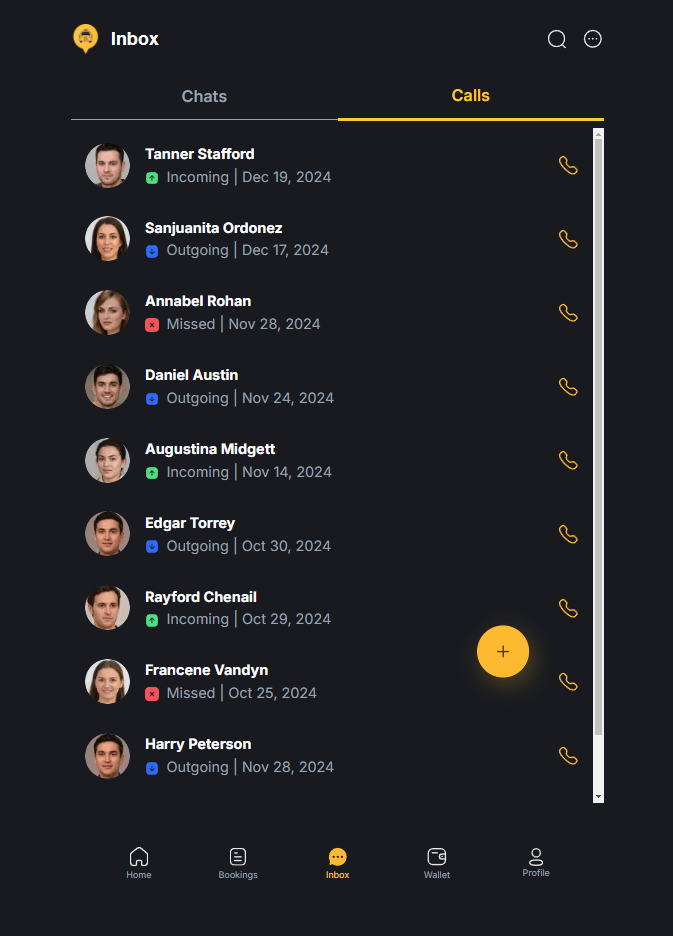 Inbox
Chats
Calls
Tanner Stafford
Incoming | Dec 19, 2024
Sanjuanita Ordonez
Outgoing | Dec 17, 2024
Annabel Rohan
Missed | Nov 28, 2024
Daniel Austin
Outgoing | Nov 24, 2024
Augustina Midgett
Incoming | Nov 14, 2024
Edgar Torrey
Outgoing | Oct 30, 2024
Rayford Chenail
Incoming | Oct 29, 2024
Francene Vandyn
Missed | Oct 25, 2024
Harry Peterson
Outgoing | Nov 28, 2024
Home
Bookings
Inbox
Wallet
Profile